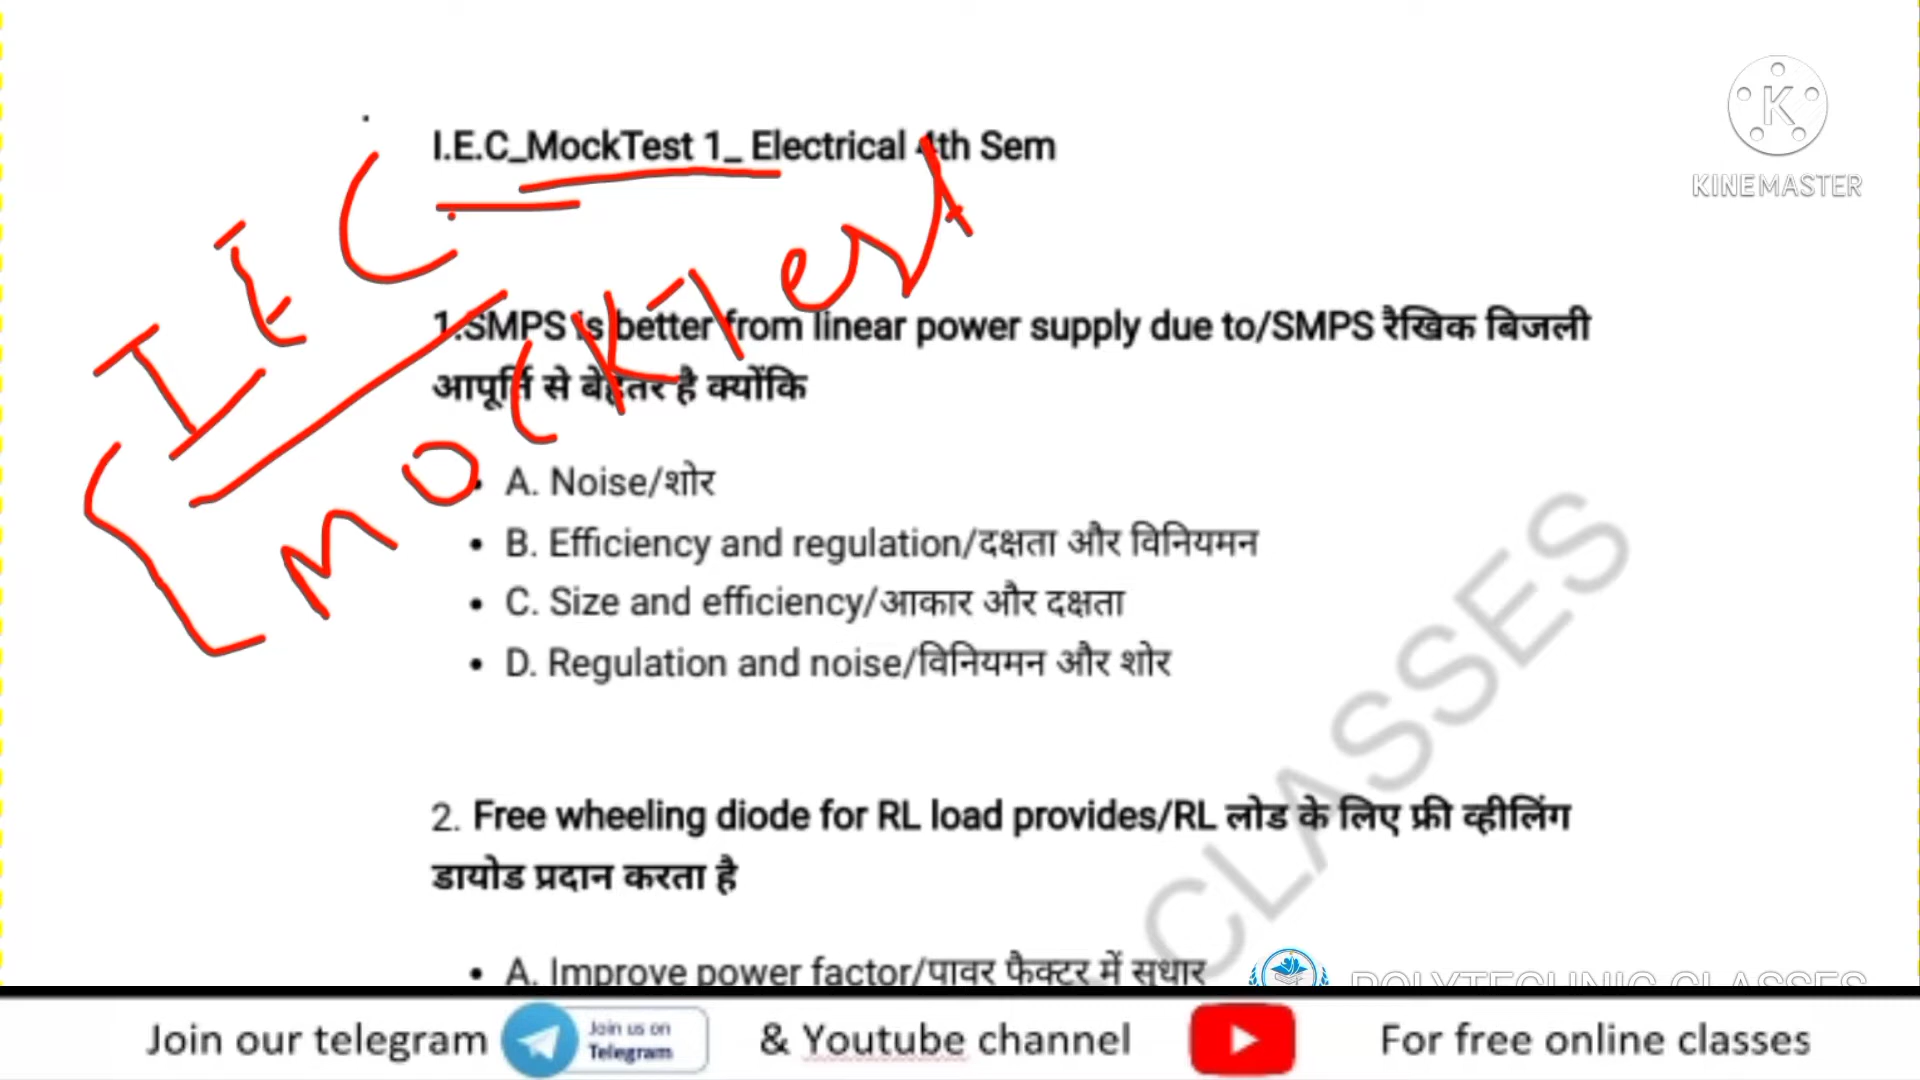 I.E.C_MockTest 1_ Electrical 4th Sem
KINEMASTER
IEC
MOCK Test
1.SMPS is better from linear power supply due to/SMPS रैखिक बिजली
आपूर्ति से बेहतर है क्योंकि
A. Noise/शोर
B. Efficiency and regulation/दक्षता और विनियमन
C. Size and efficiency/आकार और दक्षता
D. Regulation and noise/विनियमन और शोर
CLASSES
2. Free wheeling diode for RL load provides/RL लोड के लिए फ्री व्हीलिंग
डायोड प्रदान करता है
A. Improve power factor/पावर फैक्टर में सुधार
POLYTECHNIC CLASSES
Join our telegram Join us on Telegram & Youtube channel For free online classes